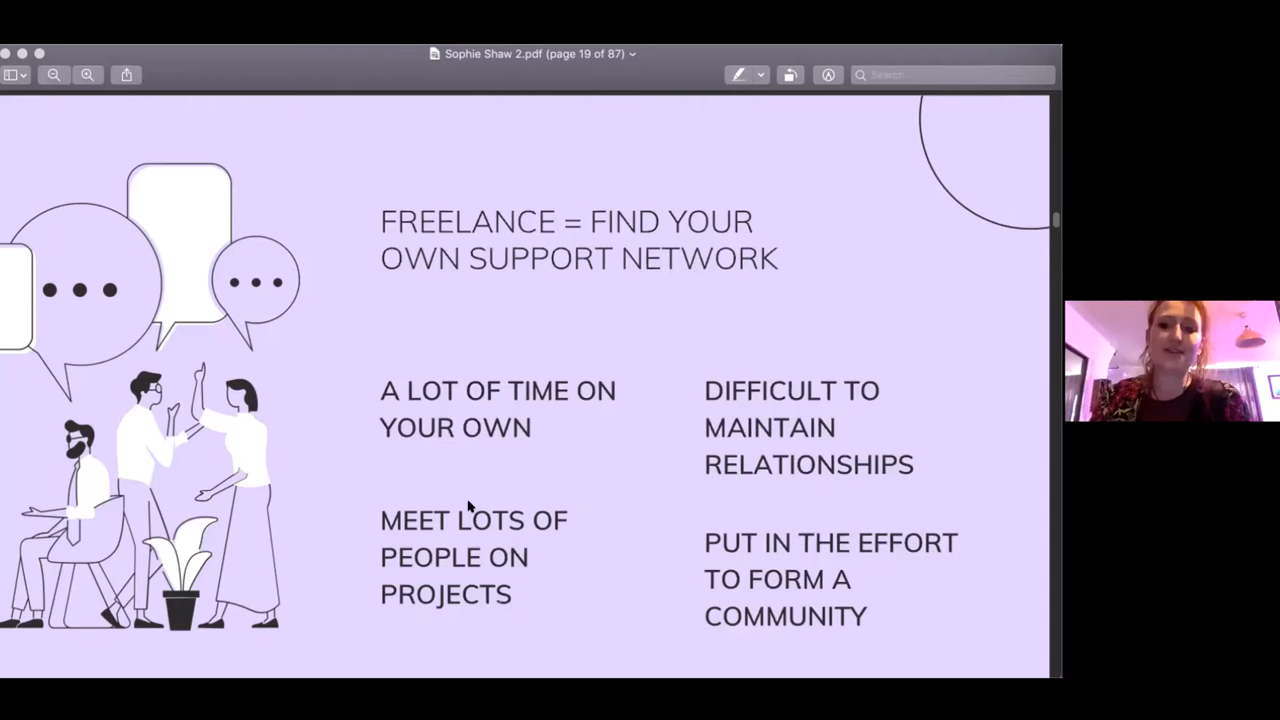 Sophie Shaw 2.pdf (page 19 of 87)
Search
FREELANCE = FIND YOUR
OWN SUPPORT NETWORK
A LOT OF TIME ON
YOUR OWN
MEET LOTS OF
PEOPLE ON
PROJECTS
DIFFICULT TO
MAINTAIN
RELATIONSHIPS
PUT IN THE EFFORT
TO FORM A
COMMUNITY